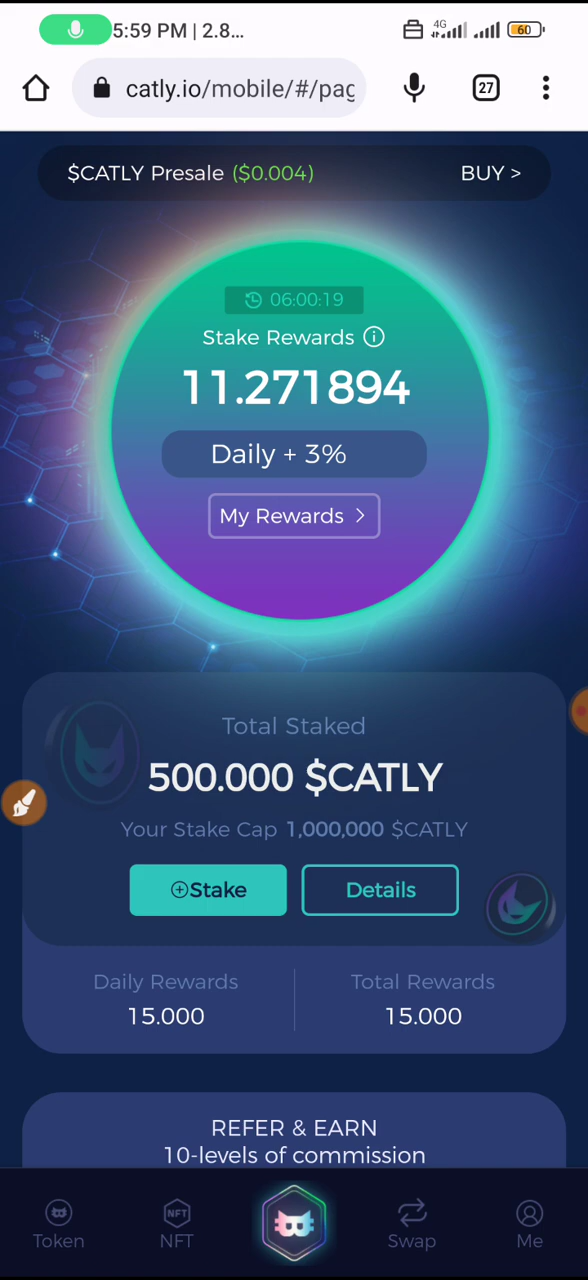 5:59 PM | 2.8...
4G
60
catly.io/mobile/#/pag
27
$CATLY Presale ($0.004)
BUY >
06:00:19
Stake Rewards
11.271894
Daily + 3%
My Rewards >
Total Staked
500.000 $CATLY
Your Stake Cap 1,000,000 $CATLY
Stake
Details
Daily Rewards
Total Rewards
15.000
15.000
REFER & EARN
10-levels of commission
NFT
Token
NFT
Swap
Me